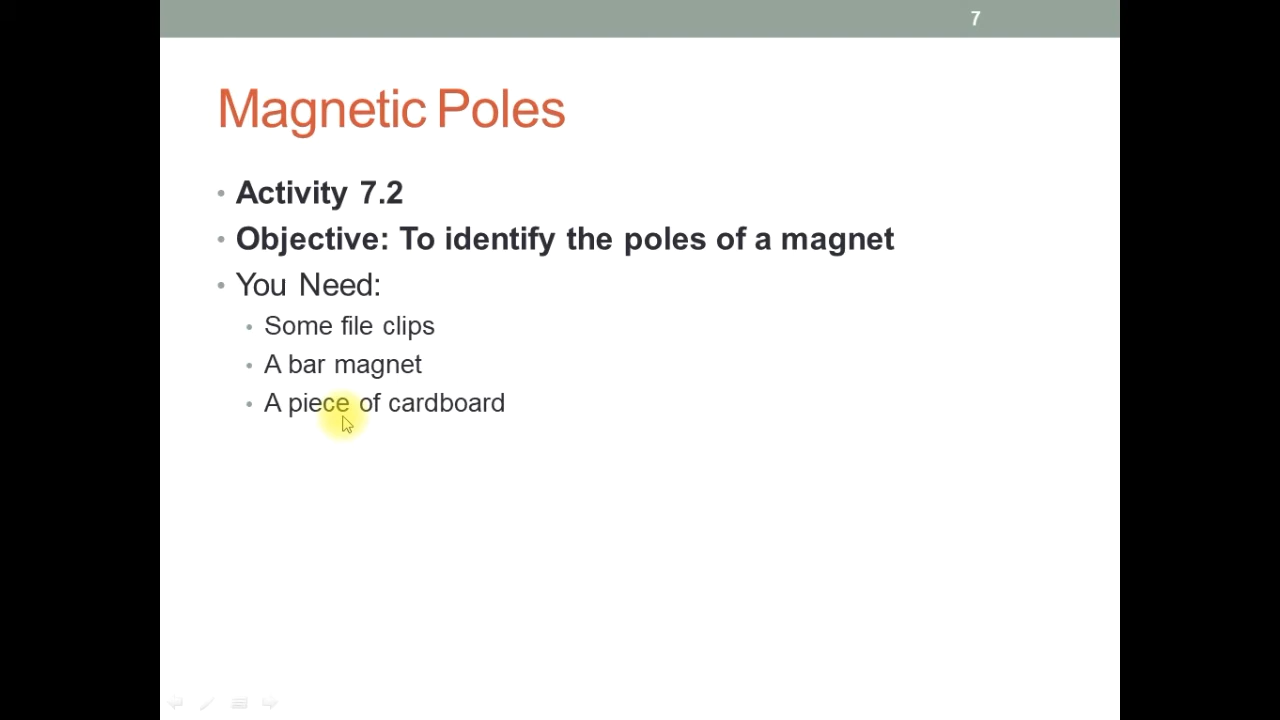 7
Magnetic Poles
Activity 7.2
Objective: To identify the poles of a magnet
You Need:
Some file clips
A bar magnet
A piece of cardboard